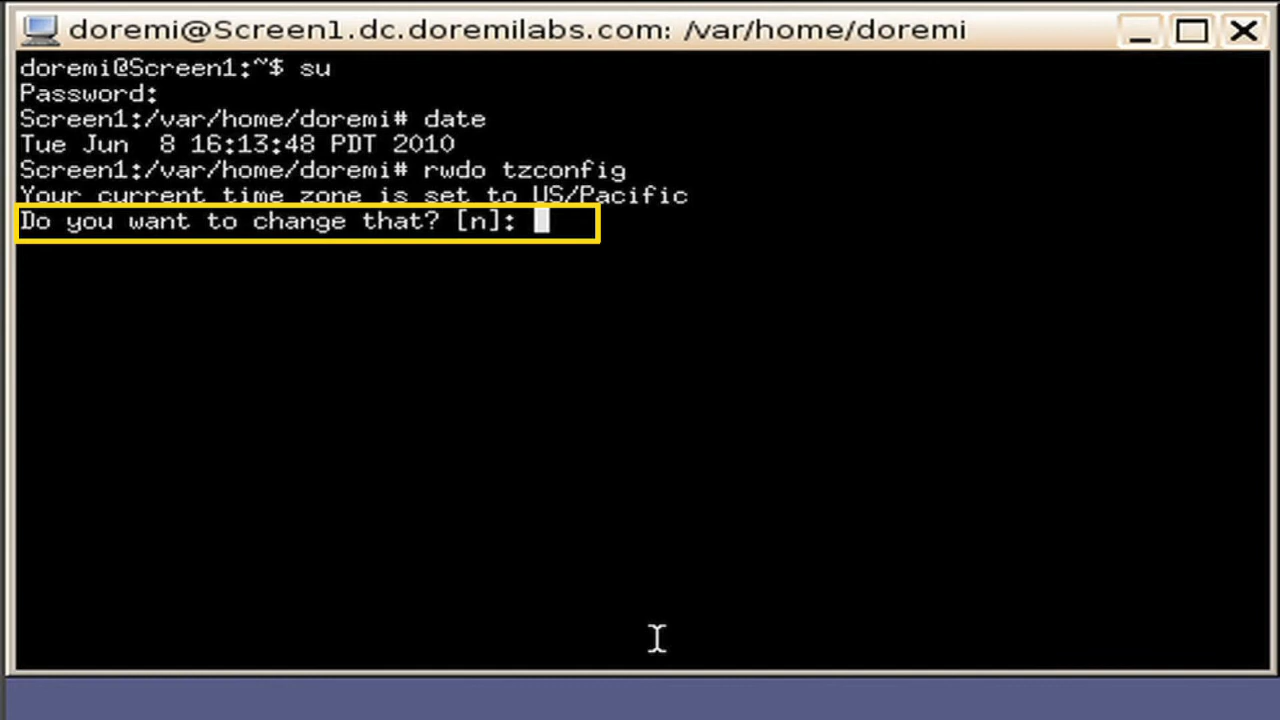 doremi@Screen1.dc.doremilabs.com: /var/home/doremi
doremi@Screen1:~$ su
Password:
Screen1:/var/home/doremi# date
Tue Jun  8 16:13:48 PDT 2010
Screen1:/var/home/doremi# rwdo tzconfig
Your current time zone is set to US/Pacific
Do you want to change that? [n]: